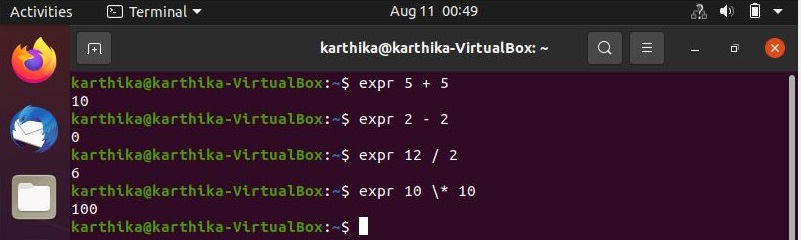 Activities Terminal Aug 11 00:49
karthika@karthika-VirtualBox: ~
karthika@karthika-VirtualBox:~$ expr 5 + 5
10
karthika@karthika-VirtualBox:~$ expr 2 - 2
0
karthika@karthika-VirtualBox:~$ expr 12 / 2
6
karthika@karthika-VirtualBox:~$ expr 10 \* 10
100
karthika@karthika-VirtualBox:~$